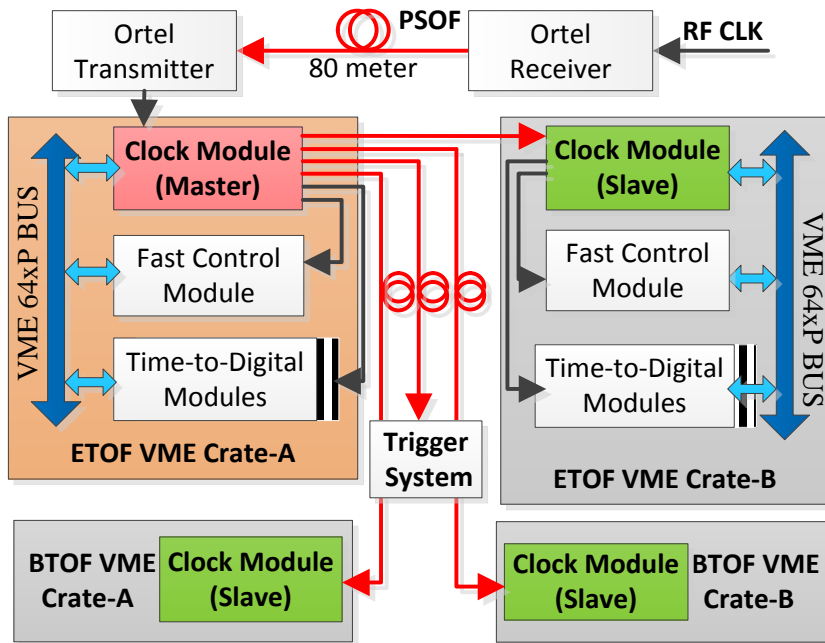 Ortel
Transmitter
PSOF
80 meter
Ortel
Receiver
RF CLK
VME 64xP BUS
Clock Module
(Master)
Fast Control
Module
Time-to-Digital
Modules
ETOF VME Crate-A
Clock Module
(Slave)
Fast Control
Module
Time-to-Digital
Modules
VME 64xP BUS
ETOF VME Crate-B
Trigger
System
BTOF VME
Crate-A
Clock Module
(Slave)
Clock Module
(Slave)
BTOF VME
Crate-B